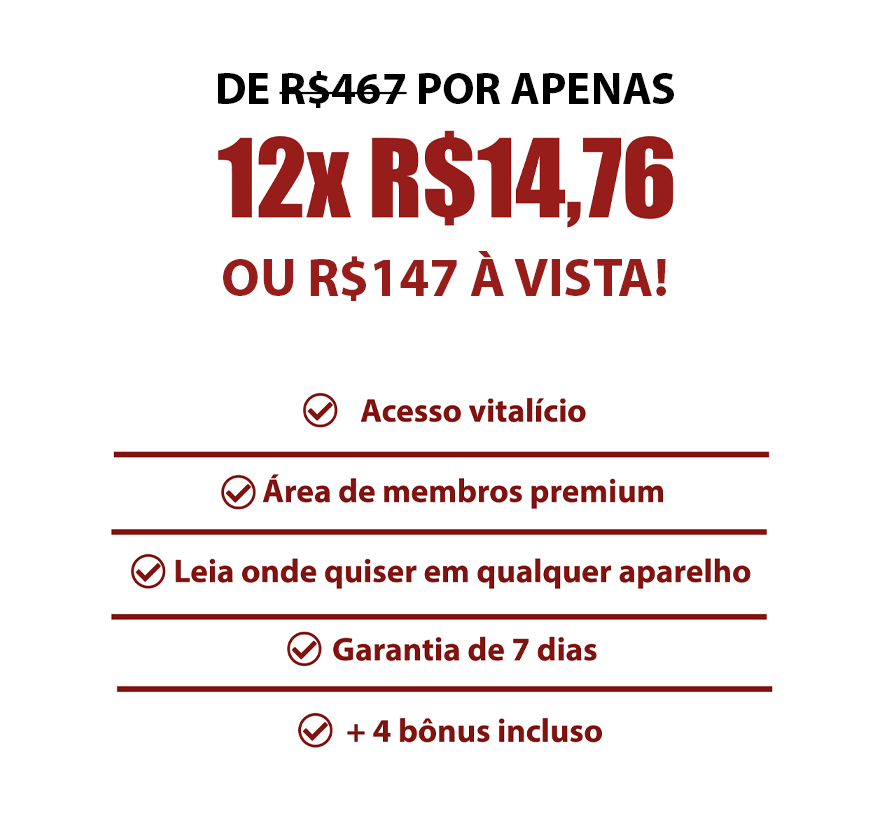 DE R$467 POR APENAS
12x R$14,76
OU R$147 À VISTA!
Acesso vitalício
Área de membros premium
Leia onde quiser em qualquer aparelho
Garantia de 7 dias
+ 4 bônus incluso